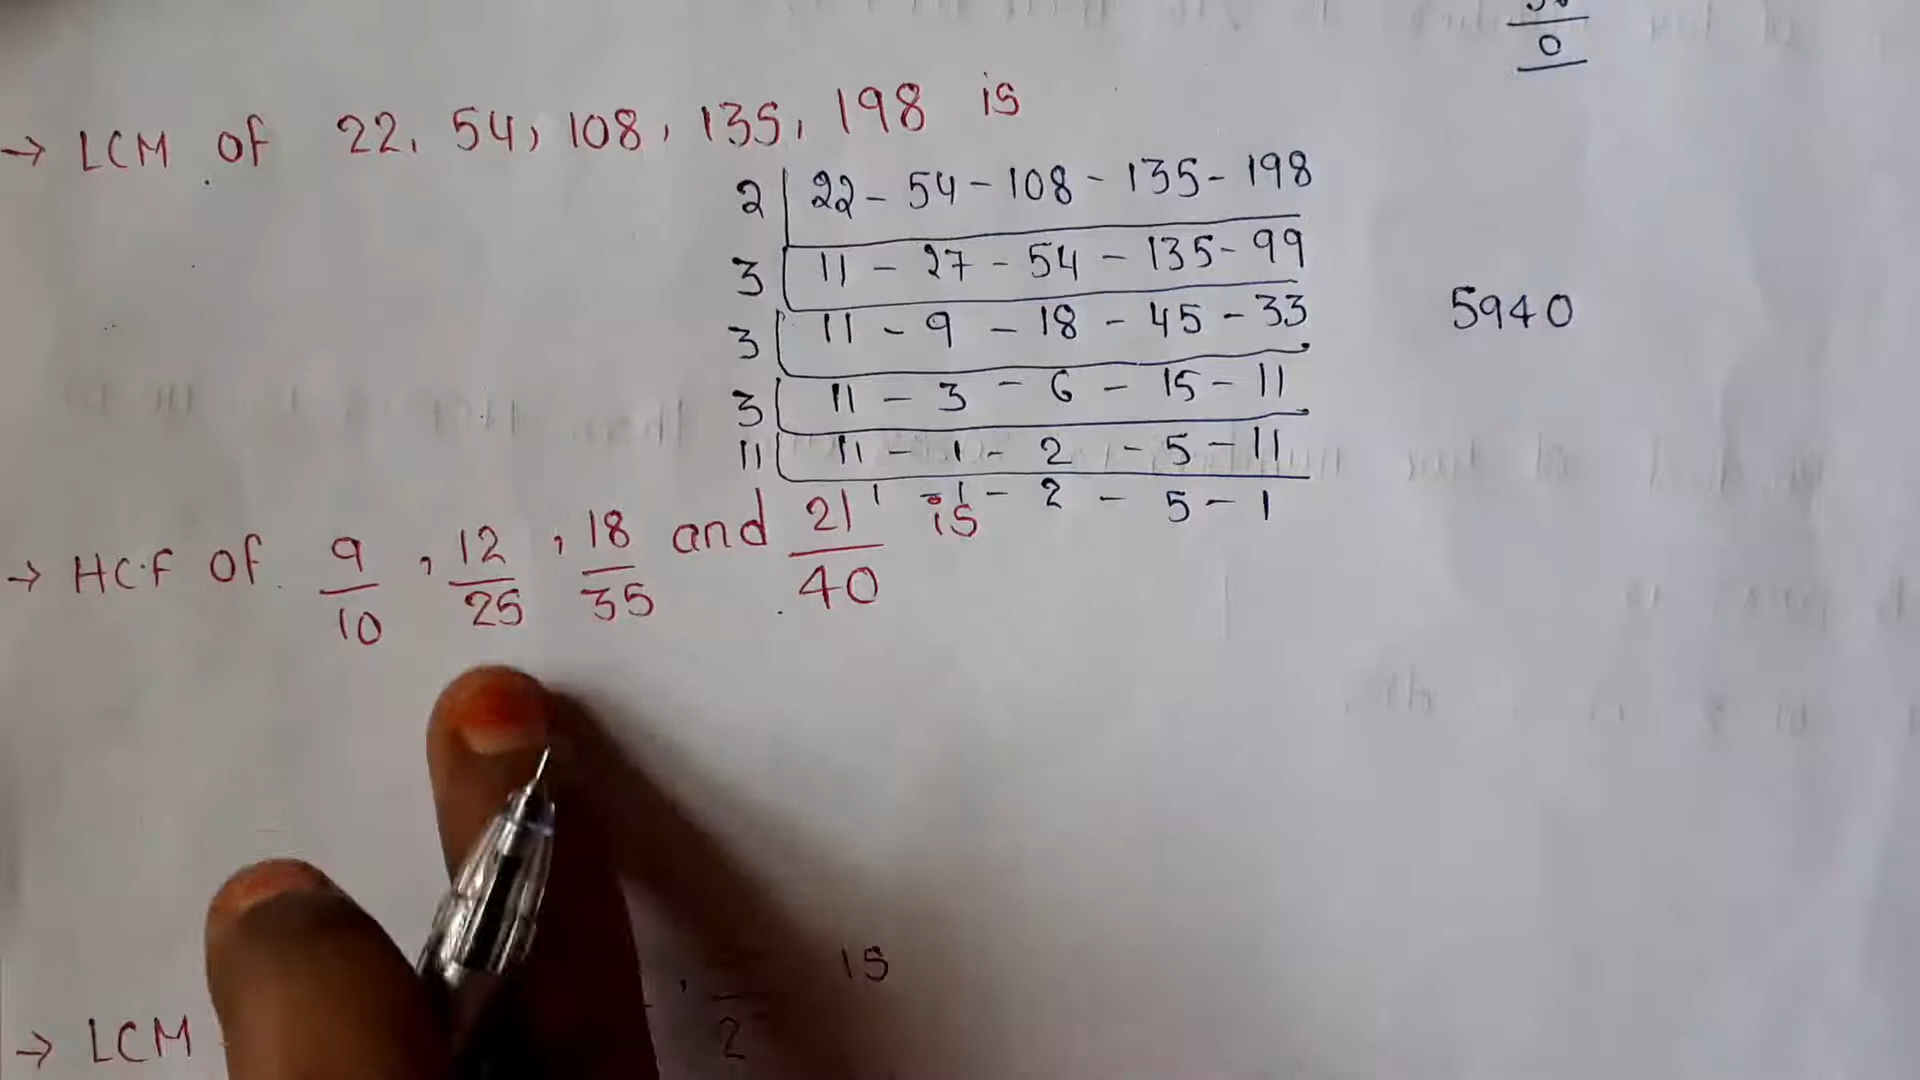 0
→ LCM of 22, 54, 108, 135, 198 is
2 | 22 - 54 - 108 - 135 - 198
3 | 11 - 27 - 54 - 135 - 99
3 | 11 - 9 - 18 - 45 - 33
5940
3 | 11 - 3 - 6 - 15 - 11
11 | 11 - 1 - 2 - 5 - 11
1 - 1 - 2 - 5 - 1
→ H.C.F of 9/10, 12/25, 18/35 and 21/40 is
→ LCM , /2 is